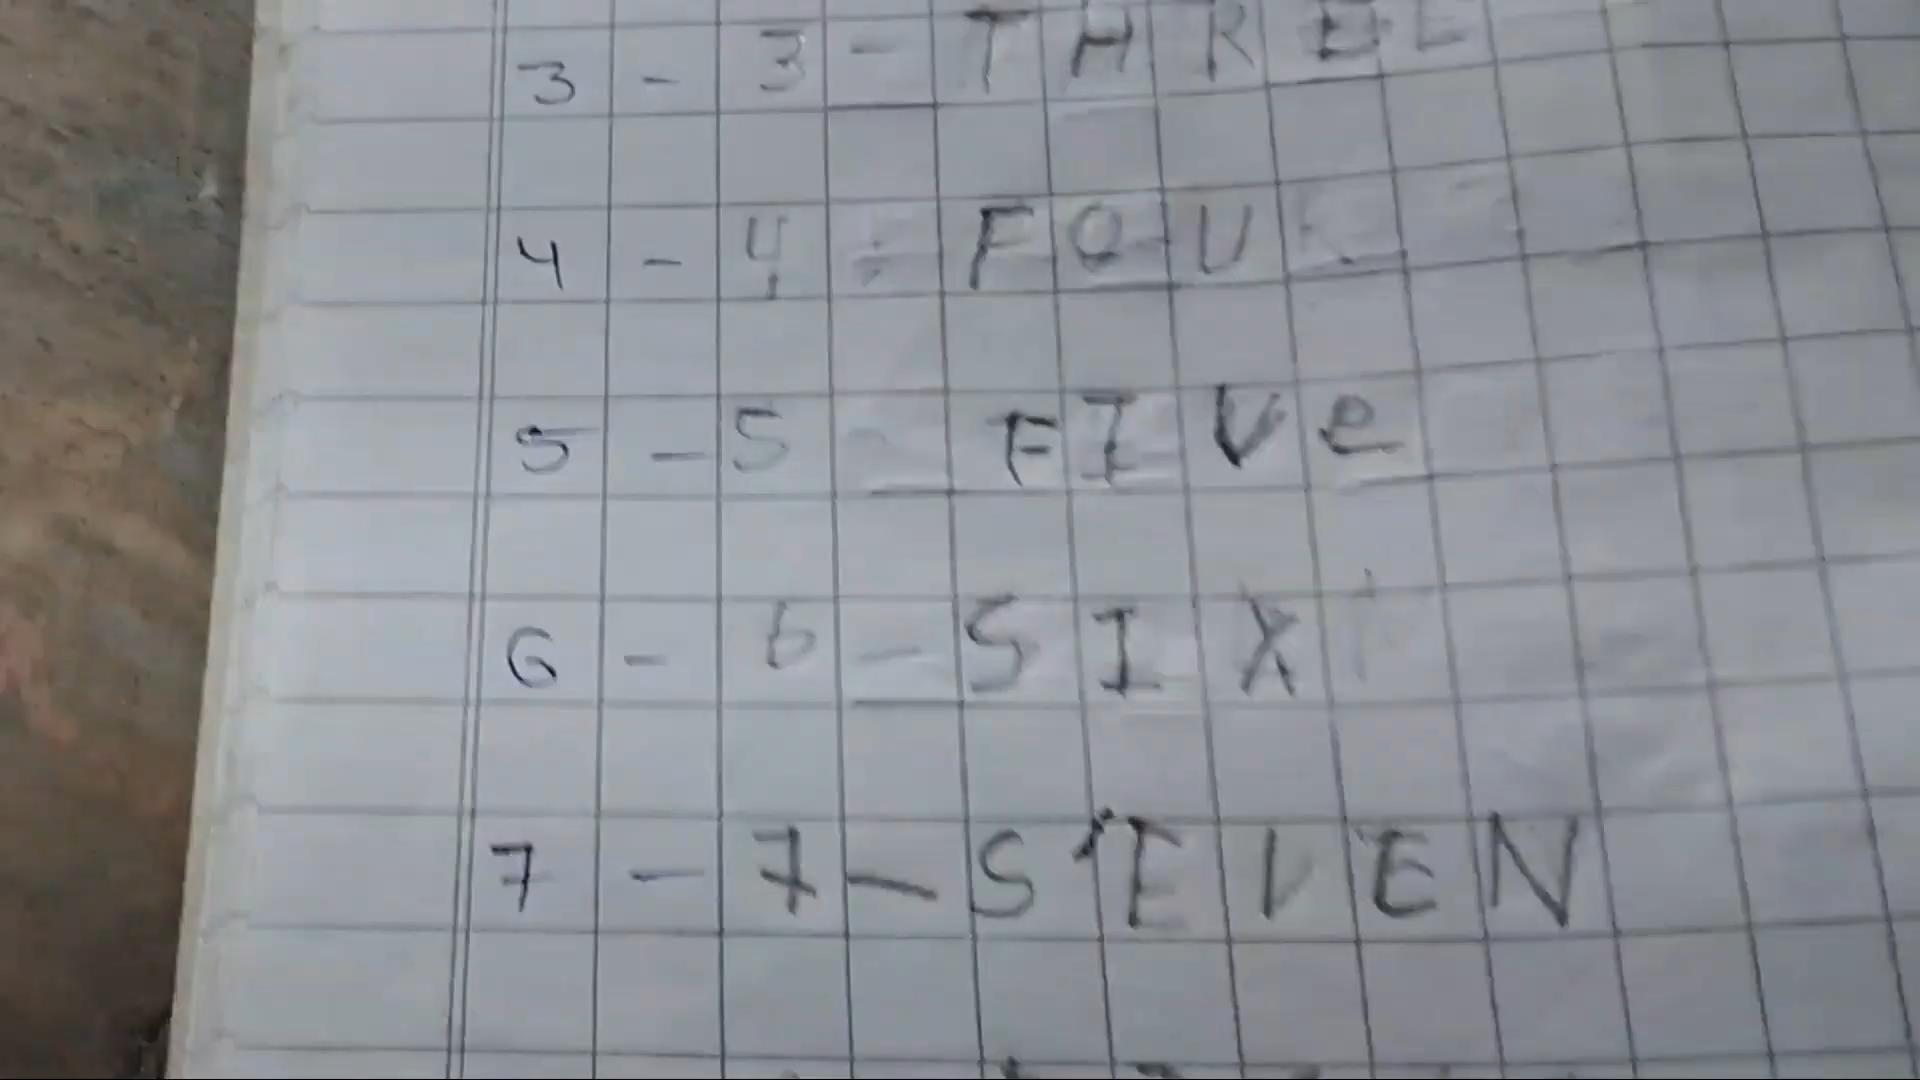 3 - 3 - THREE
4 - 4 - FOUR
5 - 5 - FIVe
6 - 6 - SIX
7 - 7 - SEVEN